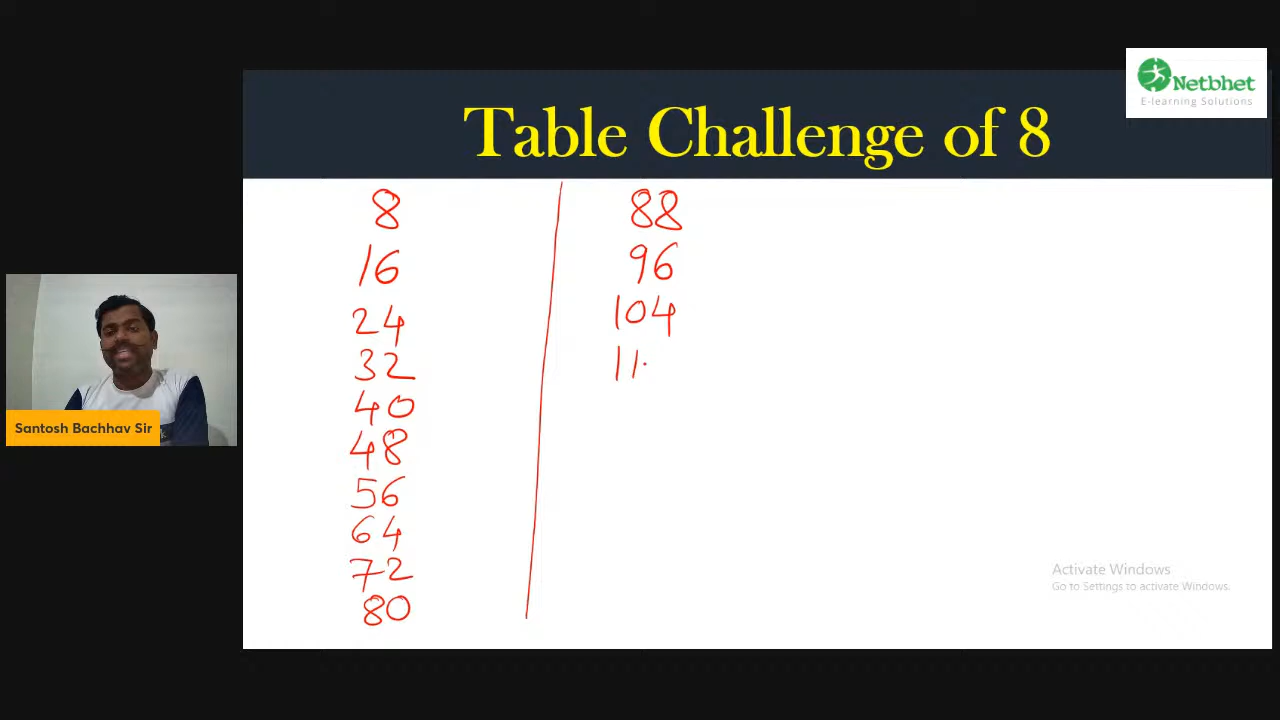 Netbhet
E-learning Solutions
Table Challenge of 8
8
16
24
32
40
48
56
64
72
80
88
96
104
11
Santosh Bachhav Sir
Activate Windows
Go to Settings to activate Windows.